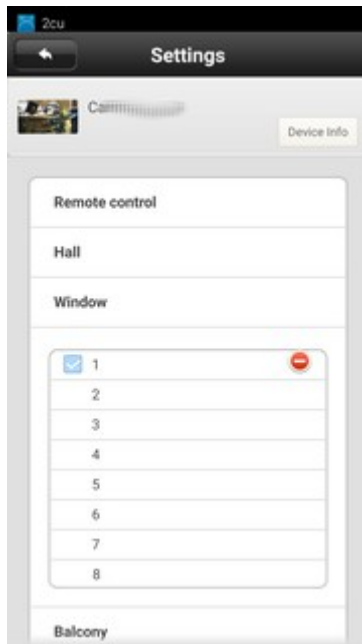 2cu
Settings
Device Info
Remote control
Hall
Window
1
2
3
4
5
6
7
8
Balcony